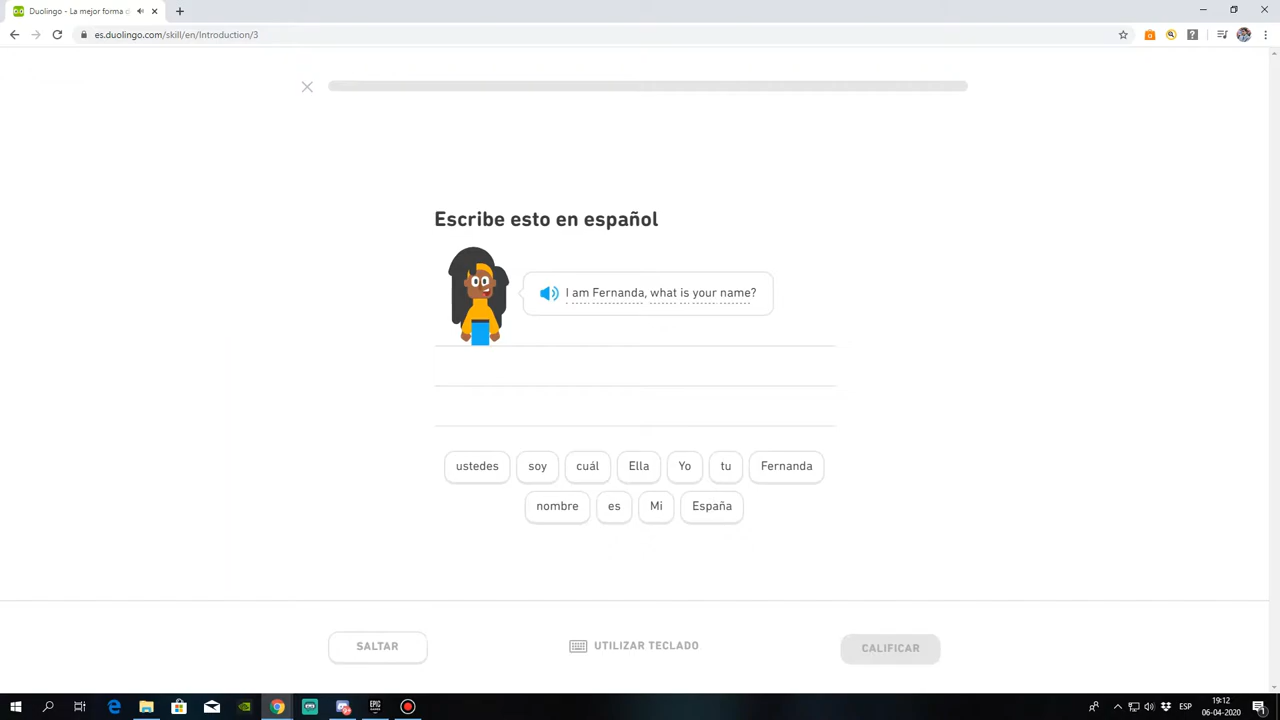 Duolingo - La mejor forma d
es.duolingo.com/skill/en/Introduction/3
Escribe esto en español
I am Fernanda, what is your name?
ustedes soy cuál Ella Yo tu Fernanda
nombre es Mi España
SALTAR UTILIZAR TECLADO CALIFICAR
EPIC
ESP
19:12
06-04-2020
1